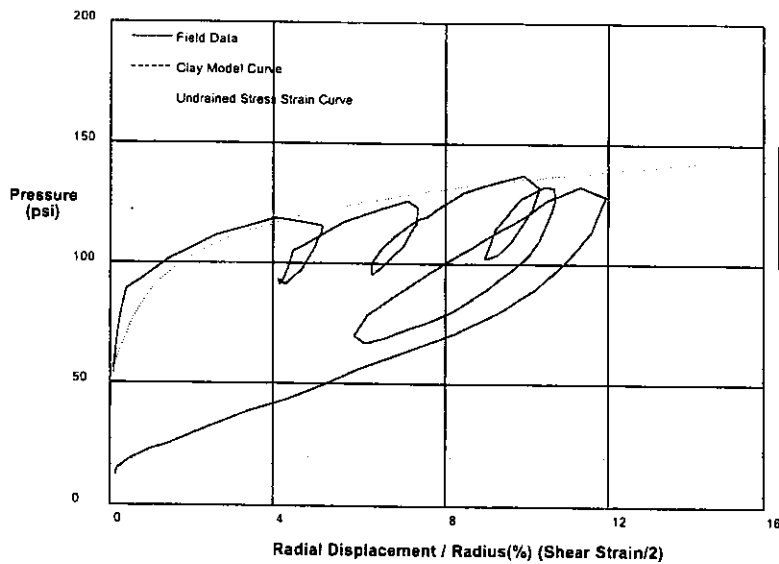 200
Field Data
Clay Model Curve
Undrained Stress Strain Curve
150
Pressure
(psi)
100
50
0
0 4 8 12 16
Radial Displacement / Radius(%) (Shear Strain/2)